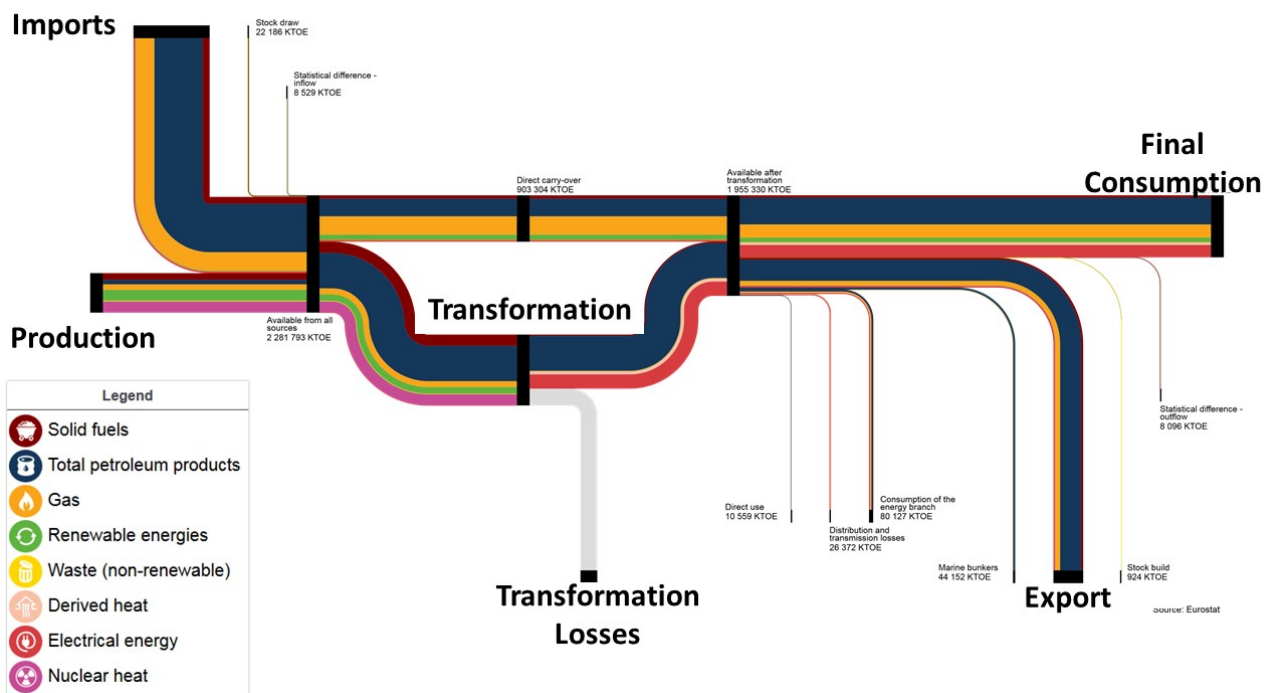 Imports
Stock draw
22 186 KTOE
Statistical difference -
inflow
8 529 KTOE
Direct carry-over
903 304 KTOE
Available after
transformation
1 955 330 KTOE
Final
Consumption
Production
Available from all
sources
2 281 793 KTOE
Transformation
Legend
Solid fuels
Total petroleum products
Gas
Renewable energies
Waste (non-renewable)
Derived heat
Electrical energy
Nuclear heat
Transformation
Losses
Direct use
10 559 KTOE
Distribution and
transmission losses
26 372 KTOE
Consumption of the
energy branch
80 127 KTOE
Marine bunkers
44 152 KTOE
Export
Stock build
924 KTOE
Statistical difference -
outflow
8 096 KTOE
Source: Eurostat